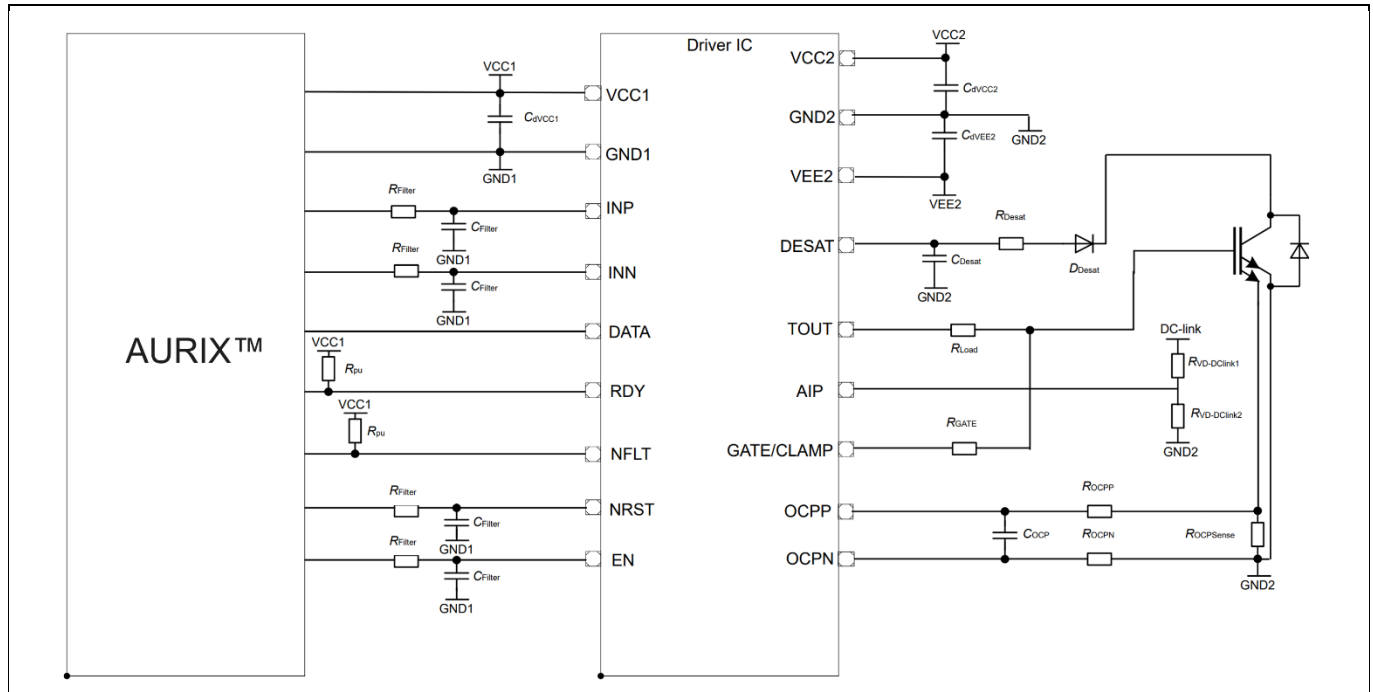 Driver IC
VCC2
VCC2
VCC1
CdVCC2
VCC1
CdVCC1
GND2
GND2
CdVEE2
GND1
GND1
VEE2
VEE2
RFilter
INP
CFilter
GND1
RDesat
DESAT
DDesat
CDesat
GND2
RFilter
INN
CFilter
GND1
TOUT
RLoad
DC-link
DATA
AURIX™
VCC1
Rpu
RVD-DClink1
RDY
AIP
VCC1
Rpu
RVD-DClink2
GND2
NFLT
GATE/CLAMP
RGATE
RFilter
NRST
CFilter
GND1
OCPP
ROCPP
COCP
ROCPSense
RFilter
EN
CFilter
GND1
OCPN
ROCPN
GND2